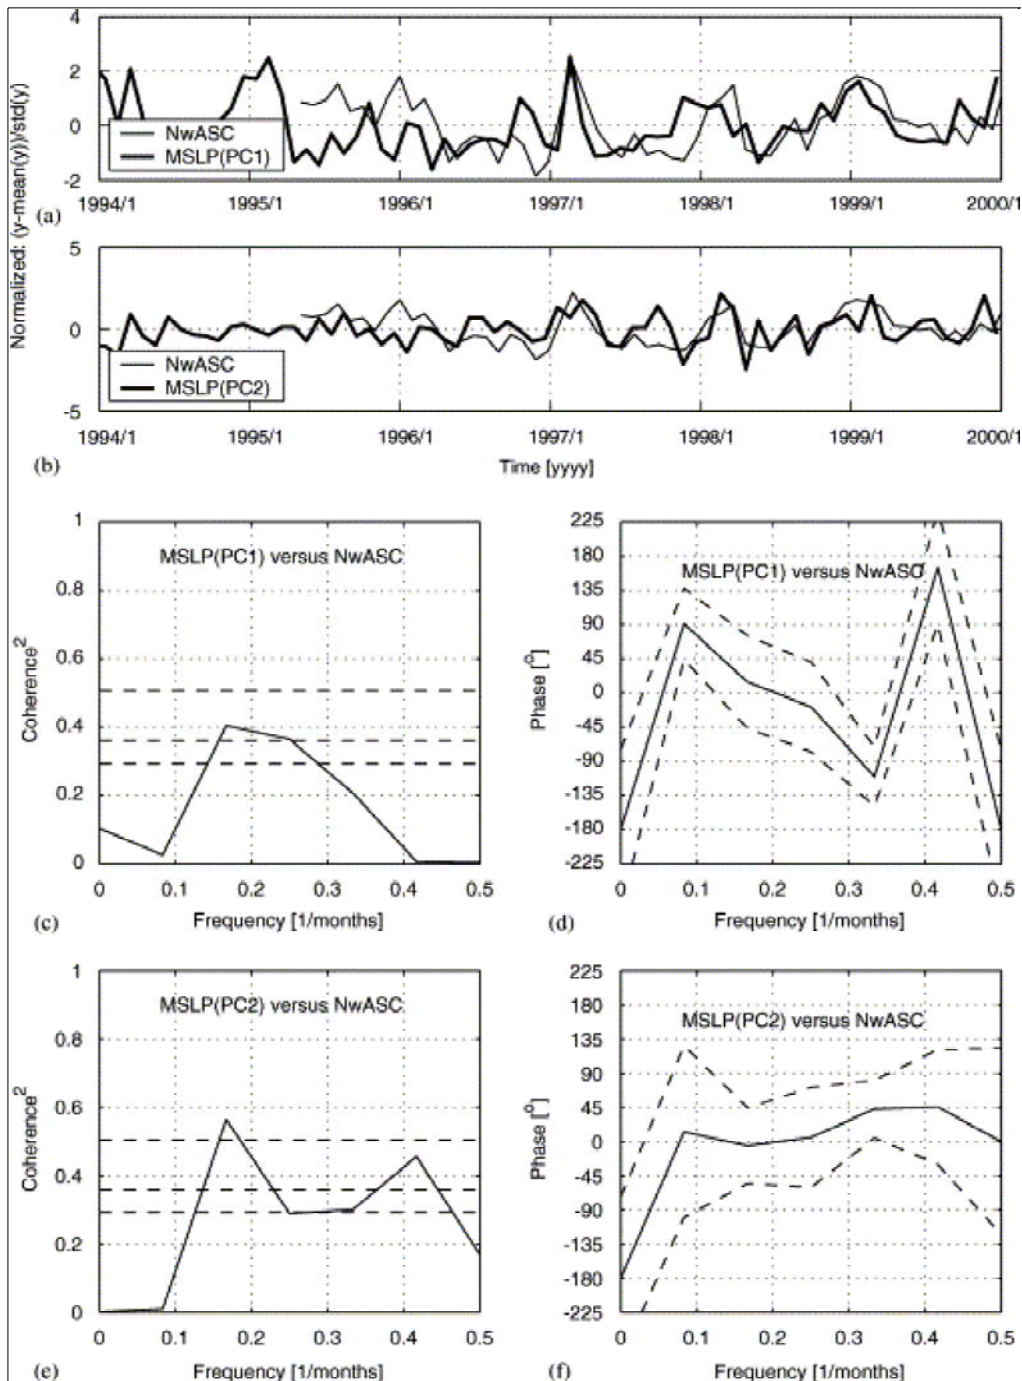 Normalized: (y-mean(y))/std(y)
4
2
0
-2
NwASC
MSLP(PC1)
1994/1 1995/1 1996/1 1997/1 1998/1 1999/1 2000/1
(a)
5
0
-5
NwASC
MSLP(PC2)
1994/1 1995/1 1996/1 1997/1 1998/1 1999/1 2000/1
(b)
Time [yyyy]
MSLP(PC1) versus NwASC
Coherence²
1
0.8
0.6
0.4
0.2
0
0 0.1 0.2 0.3 0.4 0.5
(c)
Frequency [1/months]
MSLP(PC1) versus NwASC
Phase [°]
225
180
135
90
45
0
-45
-90
-135
-180
-225
0 0.1 0.2 0.3 0.4 0.5
(d)
Frequency [1/months]
MSLP(PC2) versus NwASC
Coherence²
1
0.8
0.6
0.4
0.2
0
0 0.1 0.2 0.3 0.4 0.5
(e)
Frequency [1/months]
MSLP(PC2) versus NwASC
Phase [°]
225
180
135
90
45
0
-45
-90
-135
-180
-225
0 0.1 0.2 0.3 0.4 0.5
(f)
Frequency [1/months]